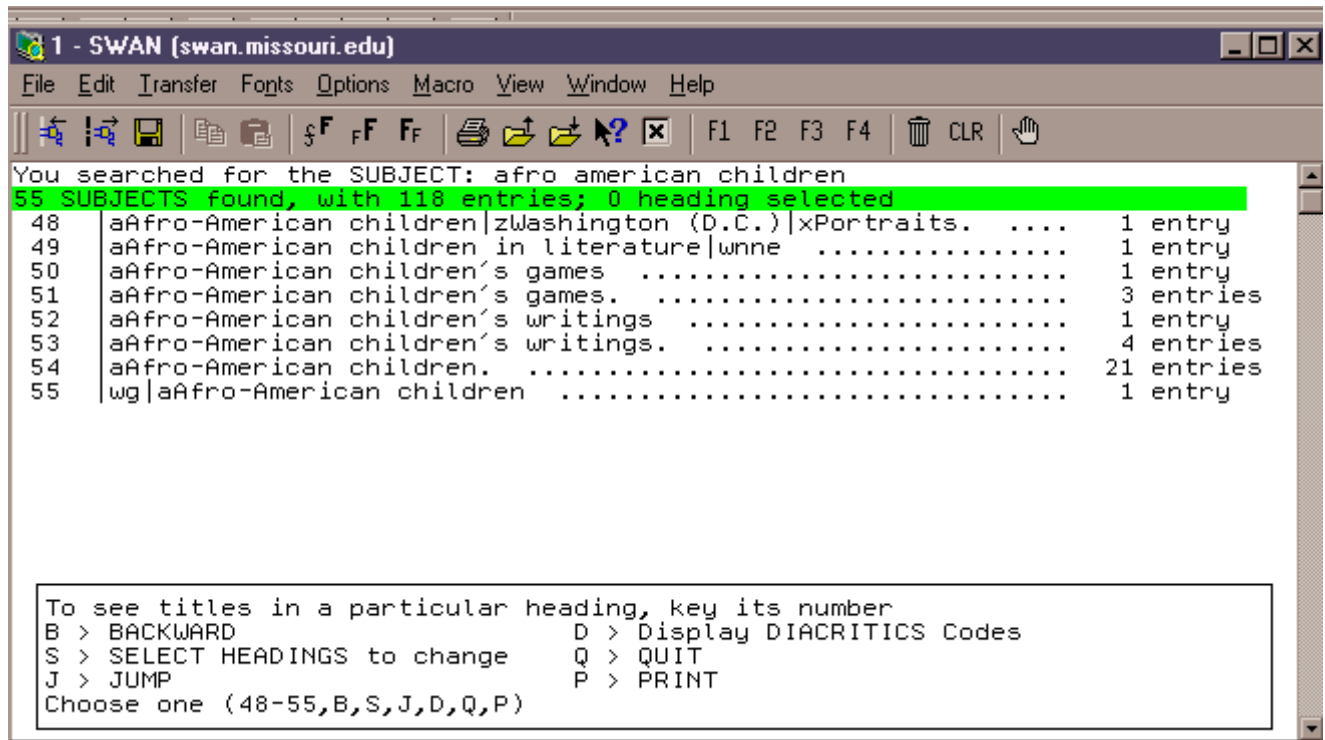 1 - SWAN (swan.missouri.edu)
File Edit Transfer Fonts Options Macro View Window Help
F1 F2 F3 F4 CLR
You searched for the SUBJECT: afro american children
55 SUBJECTS found, with 118 entries; 0 heading selected
48 |aAfro-American children|zWashington (D.C.)|xPortraits. .... 1 entry
49 |aAfro-American children in literature|wnne ................ 1 entry
50 |aAfro-American children´s games ........................... 1 entry
51 |aAfro-American children´s games. .......................... 3 entries
52 |aAfro-American children´s writings ........................ 1 entry
53 |aAfro-American children´s writings. ....................... 4 entries
54 |aAfro-American children. .................................. 21 entries
55 |wg|aAfro-American children ................................ 1 entry
To see titles in a particular heading, key its number
B > BACKWARD D > Display DIACRITICS Codes
S > SELECT HEADINGS to change Q > QUIT
J > JUMP P > PRINT
Choose one (48-55,B,S,J,D,Q,P)